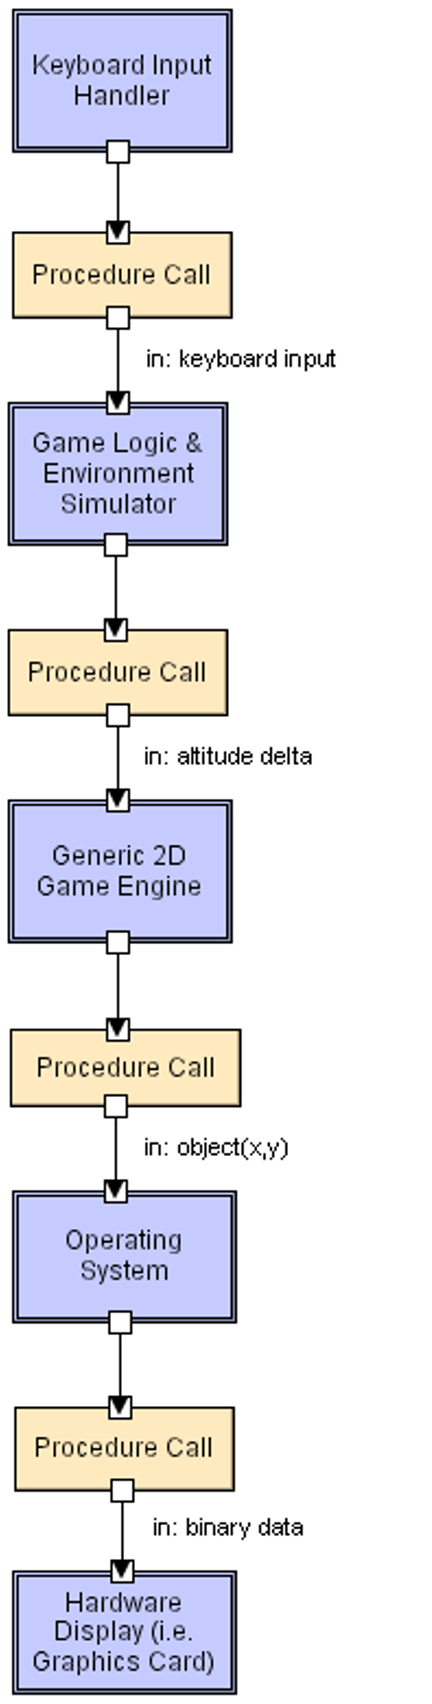 Keyboard Input
Handler
Procedure Call
in: keyboard input
Game Logic &
Environment
Simulator
Procedure Call
in: altitude delta
Generic 2D
Game Engine
Procedure Call
in: object(x,y)
Operating
System
Procedure Call
in: binary data
Hardware
Display (i.e.
Graphics Card)